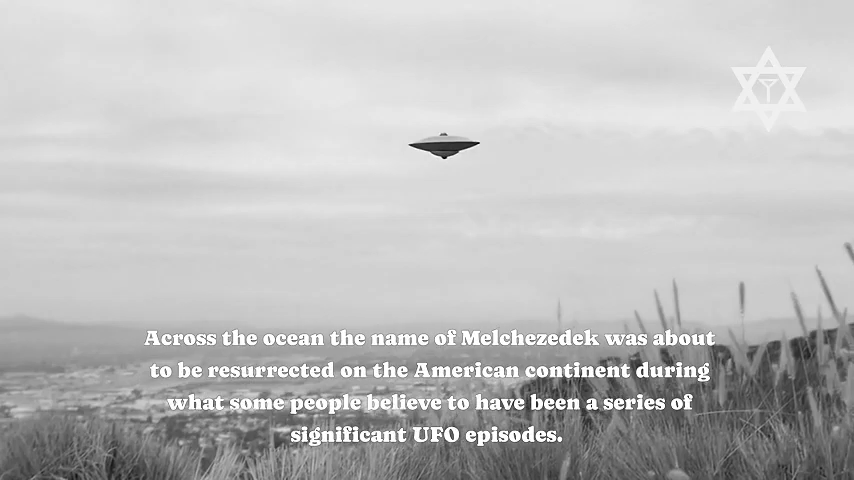 Across the ocean the name of Melchezedek was about
to be resurrected on the American continent during
what some people believe to have been a series of
significant UFO episodes.